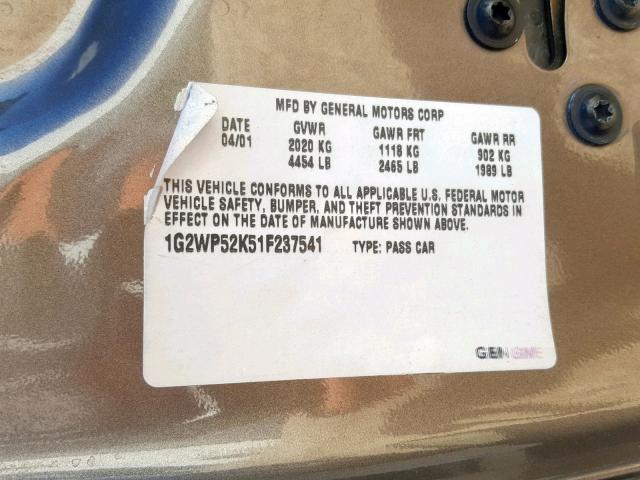 MFD BY GENERAL MOTORS CORP
DATE GVWR GAWR FRT GAWR RR
04/01 2020 KG 1118 KG 902 KG
4454 LB 2465 LB 1989 LB
THIS VEHICLE CONFORMS TO ALL APPLICABLE U.S. FEDERAL MOTOR
VEHICLE SAFETY, BUMPER, AND THEFT PREVENTION STANDARDS IN
EFFECT ON THE DATE OF MANUFACTURE SHOWN ABOVE.
1G2WP52K51F237541 TYPE: PASS CAR